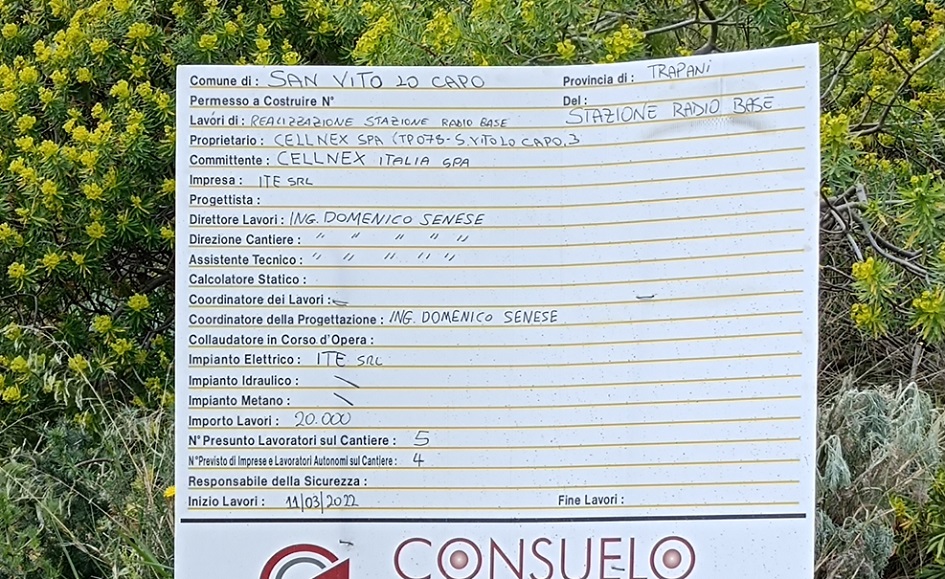 Comune di : SAN VITO LO CAPO Provincia di : TRAPANI
Permesso a Costruire N° Del :
Lavori di : REALIZZAZIONE STAZIONE RADIO BASE STAZIONE RADIO BASE
Proprietario : CELLNEX SPA (TP073-S.VITO LO CAPO.3
Committente : CELLNEX ITALIA SPA
Impresa : ITE SRL
Progettista :
Direttore Lavori : ING. DOMENICO SENESE
Direzione Cantiere : " " " " "
Assistente Tecnico : " " " " "
Calcolatore Statico :
Coordinatore dei Lavori :
Coordinatore della Progettazione : ING. DOMENICO SENESE
Collaudatore in Corso d'Opera :
Impianto Elettrico : ITE SRL
Impianto Idraulico : \
Impianto Metano : \
Importo Lavori : 20.000
N° Presunto Lavoratori sul Cantiere : 5
N° Previsto di Imprese e Lavoratori Autonomi sul Cantiere : 4
Responsabile della Sicurezza :
Inizio Lavori : 11/03/2022 Fine Lavori :
CONSUELO